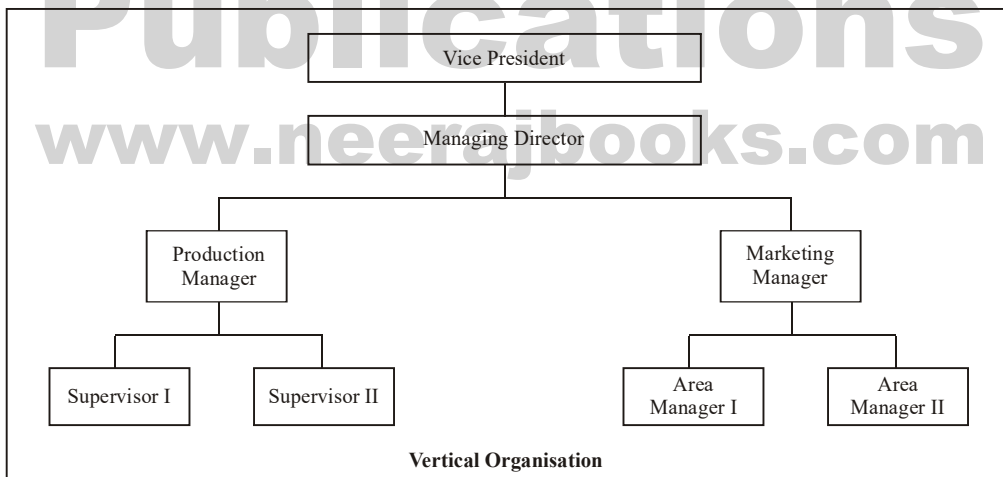 Publications
Vice President
www.neerajbooks.com
Managing Director
Production
Manager
Marketing
Manager
Supervisor I
Supervisor II
Area
Manager I
Area
Manager II
Vertical Organisation